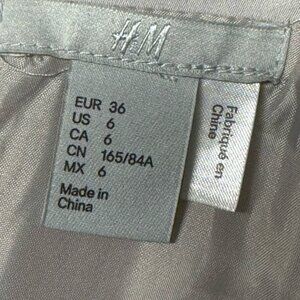 H&M
EUR 36
US 6
CA 6
CN 165/84A
MX 6
Made in
China
Fabriqué en
Chine